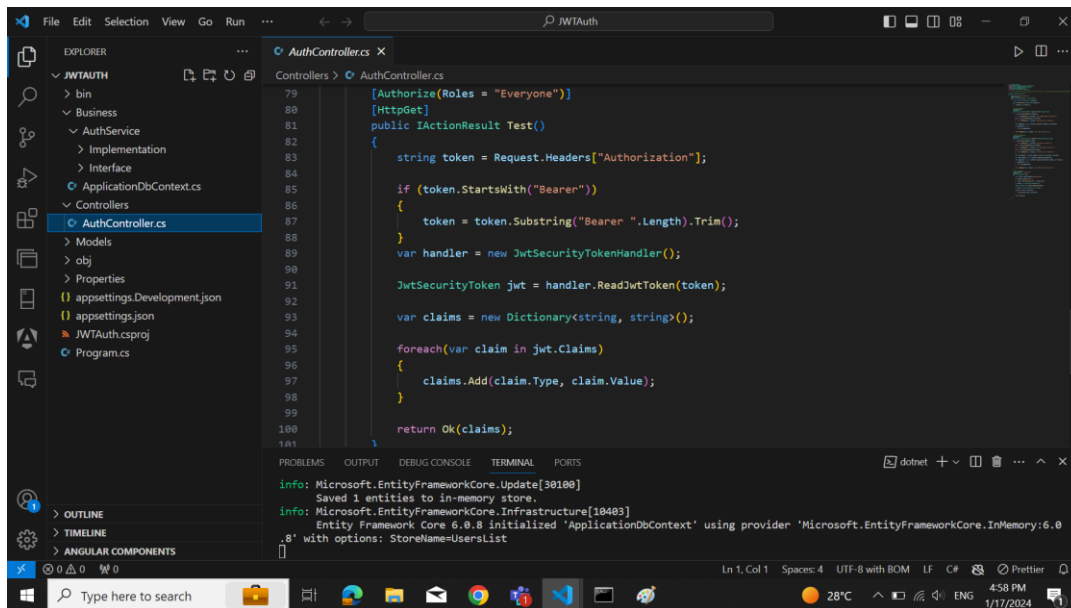 File Edit Selection View Go Run ··· JWTAuth
EXPLORER ···
JWTAUTH
bin
Business
AuthService
Implementation
Interface
ApplicationDbContext.cs
Controllers
AuthController.cs
Models
obj
Properties
{} appsettings.Development.json
{} appsettings.json
JWTAuth.csproj
Program.cs
OUTLINE
TIMELINE
ANGULAR COMPONENTS
1
AuthController.cs
Controllers > AuthController.cs
79 [Authorize(Roles = "Everyone")]
80 [HttpGet]
81 public IActionResult Test()
82 {
83 string token = Request.Headers["Authorization"];
84
85 if (token.StartsWith("Bearer"))
86 {
87 token = token.Substring("Bearer ".Length).Trim();
88 }
89 var handler = new JwtSecurityTokenHandler();
90
91 JwtSecurityToken jwt = handler.ReadJwtToken(token);
92
93 var claims = new Dictionary<string, string>();
94
95 foreach(var claim in jwt.Claims)
96 {
97 claims.Add(claim.Type, claim.Value);
98 }
99
100 return Ok(claims);
101 }
PROBLEMS OUTPUT DEBUG CONSOLE TERMINAL PORTS dotnet
info: Microsoft.EntityFrameworkCore.Update[30100]
Saved 1 entities to in-memory store.
info: Microsoft.EntityFrameworkCore.Infrastructure[10403]
Entity Framework Core 6.0.8 initialized 'ApplicationDbContext' using provider 'Microsoft.EntityFrameworkCore.InMemory:6.0
.8' with options: StoreName=UsersList
0 0 0 Ln 1, Col 1 Spaces: 4 UTF-8 with BOM LF C# Prettier
Type here to search 28°C ENG 4:58 PM
1/17/2024